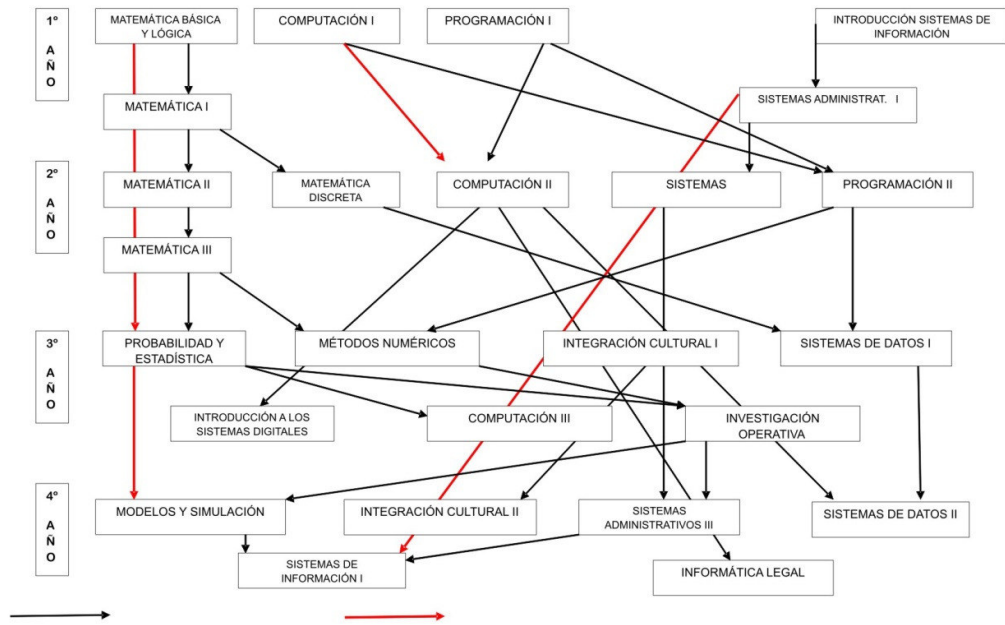 1º
A
Ñ
O
MATEMÁTICA BÁSICA
Y LÓGICA
COMPUTACIÓN I
PROGRAMACIÓN I
INTRODUCCIÓN SISTEMAS DE
INFORMACIÓN
MATEMÁTICA I
SISTEMAS ADMINISTRAT. I
2º
A
Ñ
O
MATEMÁTICA II
MATEMÁTICA
DISCRETA
COMPUTACIÓN II
SISTEMAS
PROGRAMACIÓN II
MATEMÁTICA III
3º
A
Ñ
O
PROBABILIDAD Y
ESTADÍSTICA
MÉTODOS NUMÉRICOS
INTEGRACIÓN CULTURAL I
SISTEMAS DE DATOS I
INTRODUCCIÓN A LOS
SISTEMAS DIGITALES
COMPUTACIÓN III
INVESTIGACIÓN
OPERATIVA
4º
A
Ñ
O
MODELOS Y SIMULACIÓN
INTEGRACIÓN CULTURAL II
SISTEMAS
ADMINISTRATIVOS III
SISTEMAS DE DATOS II
SISTEMAS DE
INFORMACIÓN I
INFORMÁTICA LEGAL